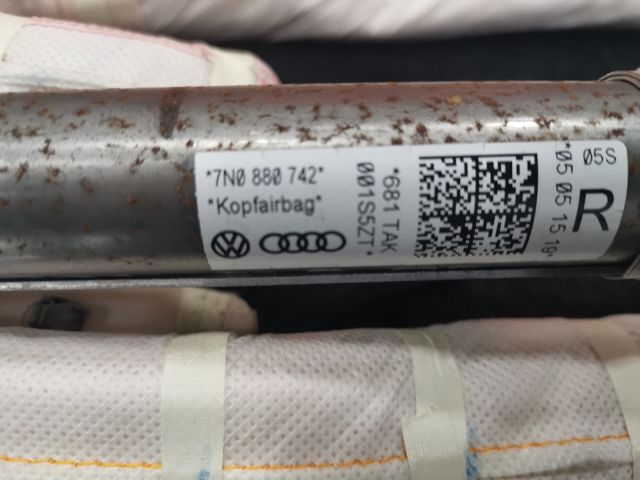 *7N0 880 742*
*Kopfairbag*
*681 TAK
001S5ZT*
05S
R
*05 05 15 19*